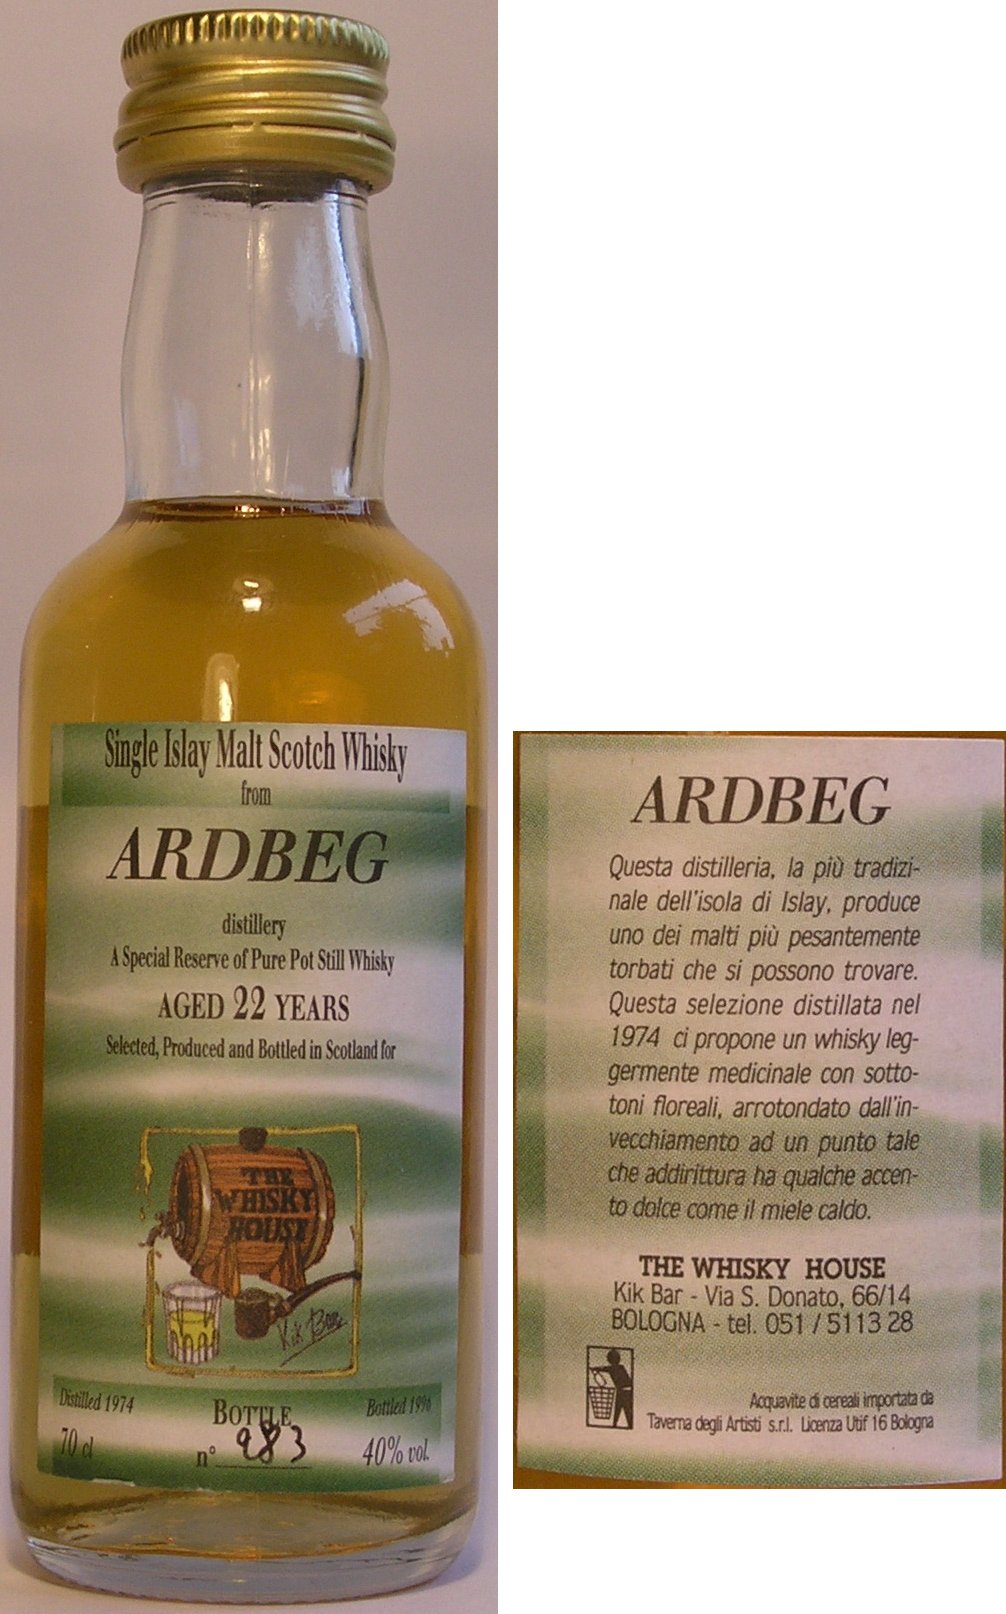 Single Islay Malt Scotch Whisky
from
ARDBEG
distillery
A Special Reserve of Pure Pot Still Whisky
AGED 22 YEARS
Selected, Produced and Bottled in Scotland for
THE
WHISKY
HOUSE
Kik Bar
Distilled 1974
BOTTLE
Bottled 1996
70 cl
n° 983
40% vol.
ARDBEG
Questa distilleria, la più tradizi-
nale dell'isola di Islay, produce
uno dei malti più pesantemente
torbati che si possono trovare.
Questa selezione distillata nel
1974 ci propone un whisky leg-
germente medicinale con sotto-
toni floreali, arrotondato dall'in-
vecchiamento ad un punto tale
che addirittura ha qualche accen-
to dolce come il miele caldo.
THE WHISKY HOUSE
Kik Bar - Via S. Donato, 66/14
BOLOGNA - tel. 051 / 5113 28
Acquavite di cereali importata da
Taverna degli Artisti s.r.l. Licenza Utif 16 Bologna